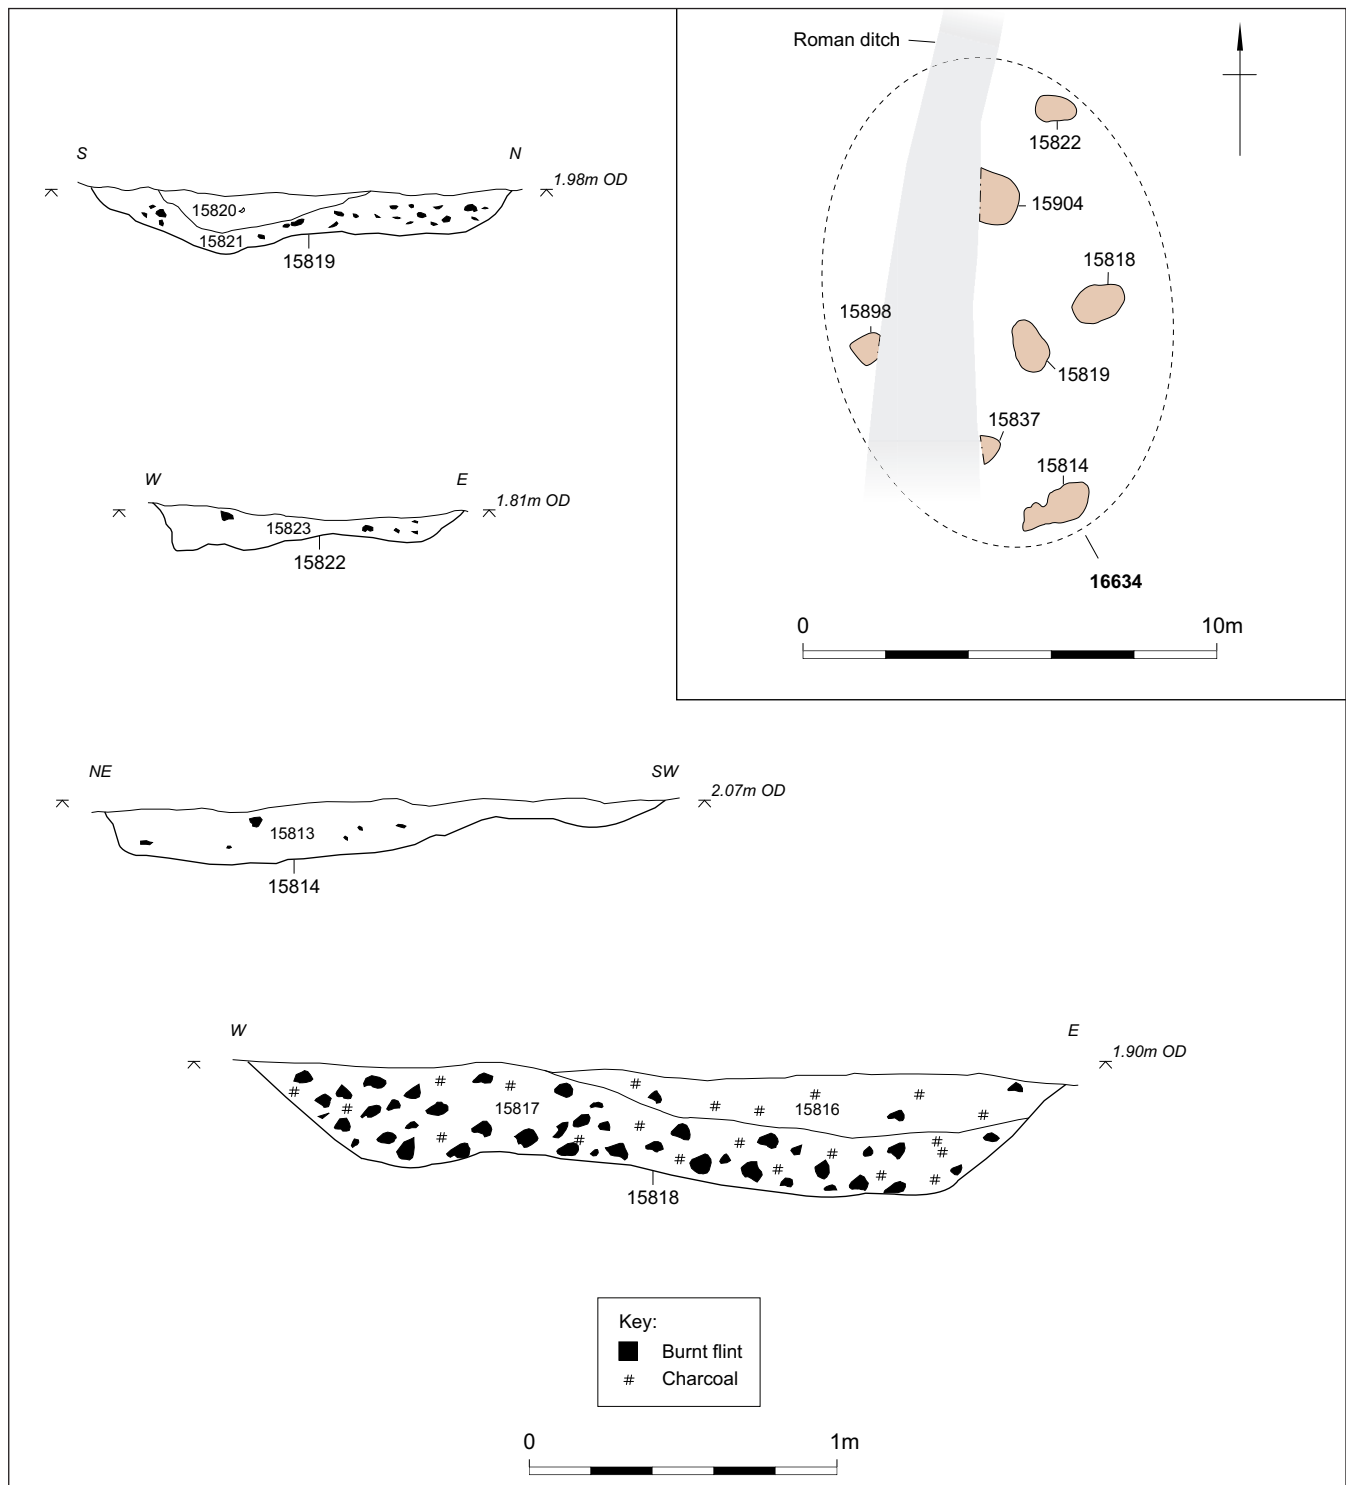 S
N
1.98m OD
15820
15821
15819
W
E
1.81m OD
15823
15822
Roman ditch
15822
15904
15818
15898
15819
15837
15814
16634
0
10m
NE
SW
2.07m OD
15813
15814
W
E
1.90m OD
15817
15816
15818
Key:
Burnt flint
# Charcoal
0
1m